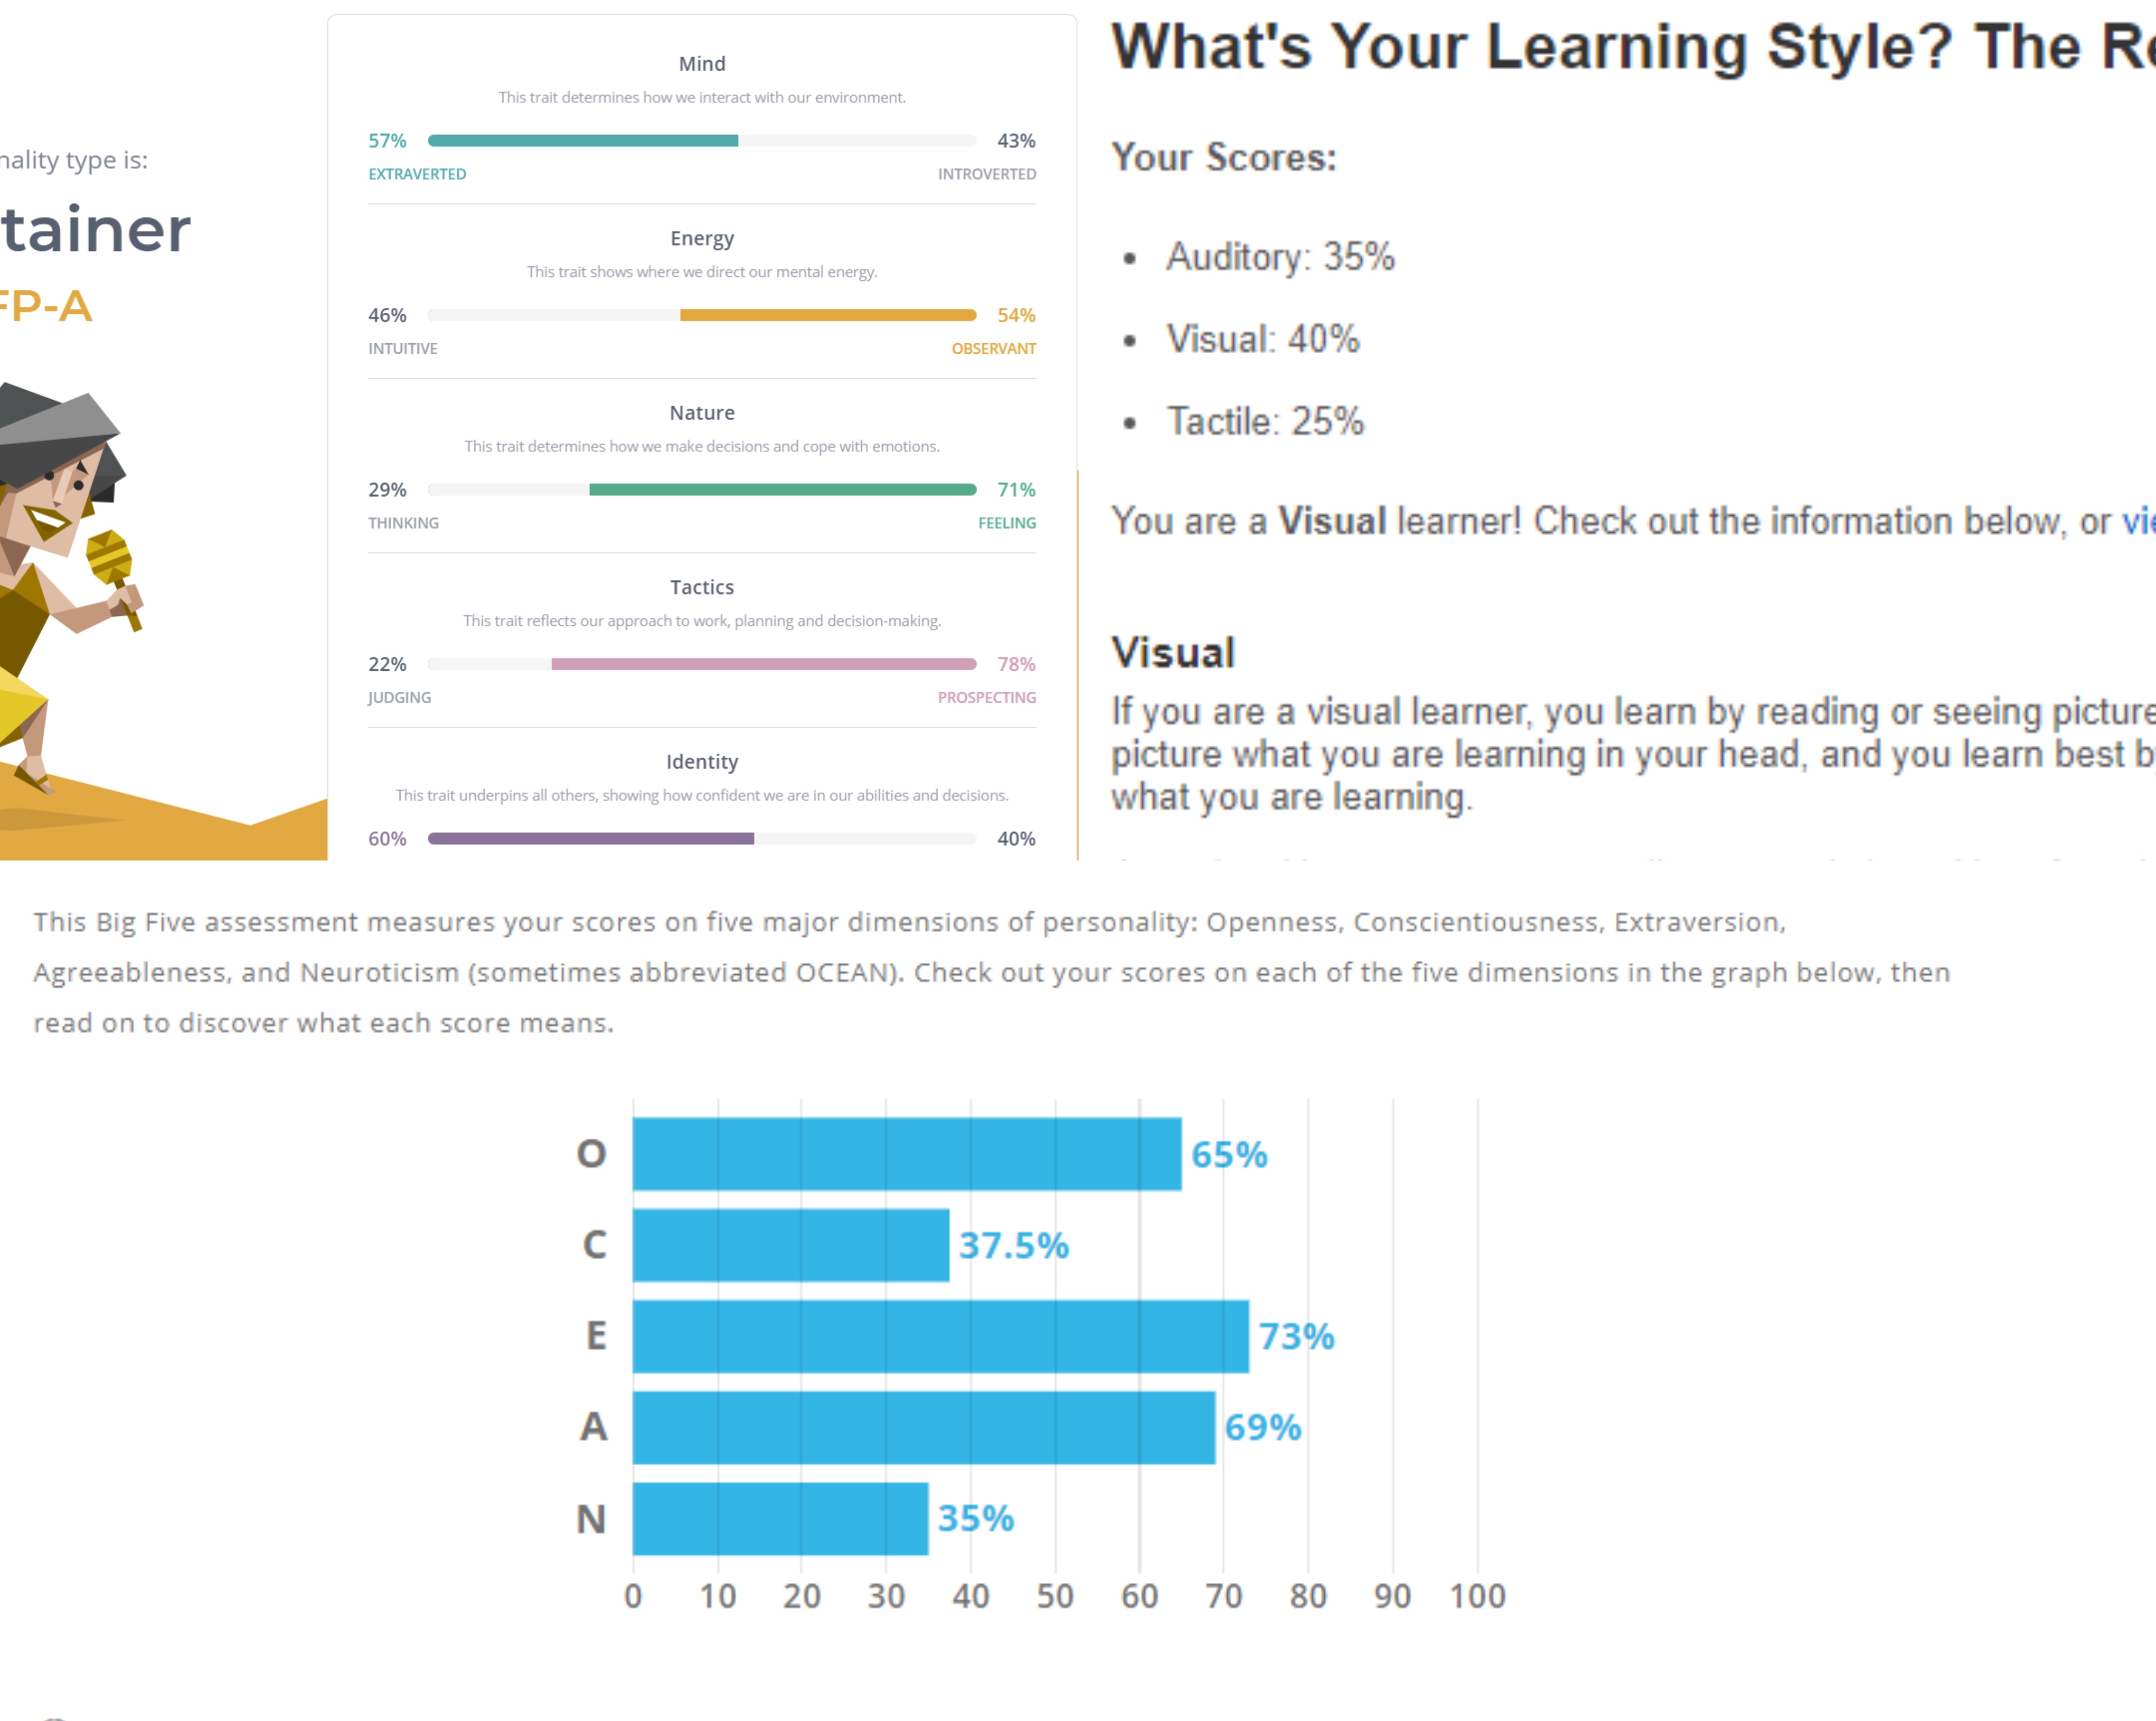 nality type is:
tainer
FP-A
Mind
This trait determines how we interact with our environment.
57% 43%
EXTRAVERTED INTROVERTED
Energy
This trait shows where we direct our mental energy.
46% 54%
INTUITIVE OBSERVANT
Nature
This trait determines how we make decisions and cope with emotions.
29% 71%
THINKING FEELING
Tactics
This trait reflects our approach to work, planning and decision-making.
22% 78%
JUDGING PROSPECTING
Identity
This trait underpins all others, showing how confident we are in our abilities and decisions.
60% 40%
What's Your Learning Style? The Re
Your Scores:
• Auditory: 35%
• Visual: 40%
• Tactile: 25%
You are a Visual learner! Check out the information below, or vie
Visual
If you are a visual learner, you learn by reading or seeing picture
picture what you are learning in your head, and you learn best by
what you are learning.
This Big Five assessment measures your scores on five major dimensions of personality: Openness, Conscientiousness, Extraversion,
Agreeableness, and Neuroticism (sometimes abbreviated OCEAN). Check out your scores on each of the five dimensions in the graph below, then
read on to discover what each score means.
O 65%
C 37.5%
E 73%
A 69%
N 35%
0 10 20 30 40 50 60 70 80 90 100